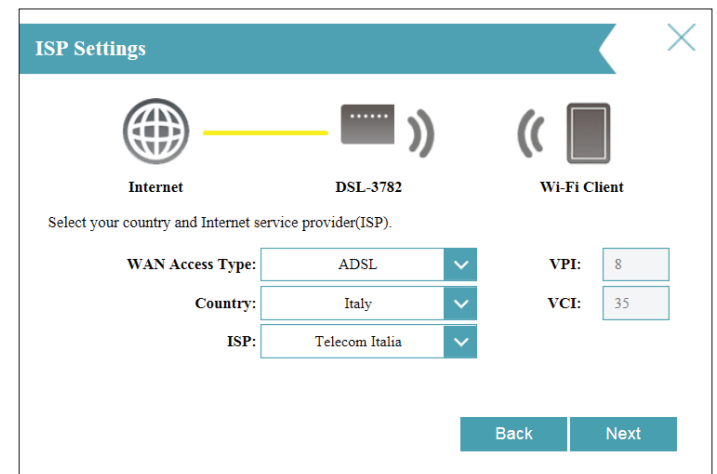 ISP Settings
Internet
DSL-3782
Wi-Fi Client
Select your country and Internet service provider(ISP).
WAN Access Type: ADSL VPI: 8
Country: Italy VCI: 35
ISP: Telecom Italia
Back Next